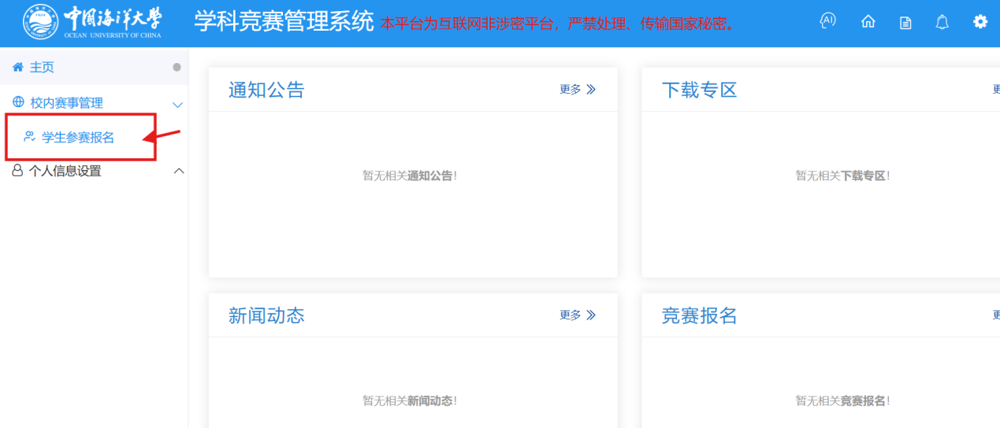 中国海洋大学
OCEAN UNIVERSITY OF CHINA
学科竞赛管理系统
本平台为互联网非涉密平台，严禁处理、传输国家秘密。
AI
主页
校内赛事管理
学生参赛报名
个人信息设置
通知公告
更多
暂无相关通知公告！
下载专区
暂无相关下载专区！
新闻动态
更多
暂无相关新闻动态！
竞赛报名
暂无相关竞赛报名！